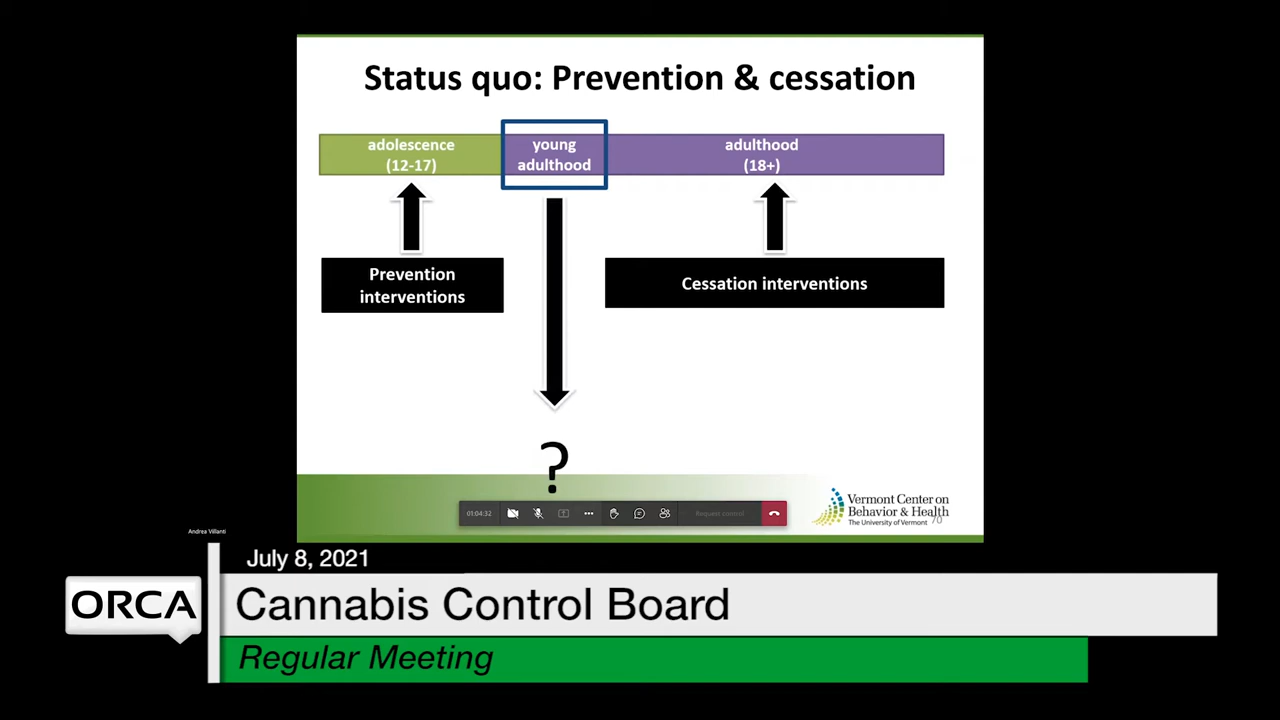 Status quo: Prevention & cessation
adolescence
(12-17)
young
adulthood
adulthood
(18+)
Prevention
interventions
Cessation interventions
?
01:04:32
Request control
Vermont Center on
Behavior & Health
The University of Vermont
70
Andrea Villanti
July 8, 2021
ORCA
Cannabis Control Board
Regular Meeting